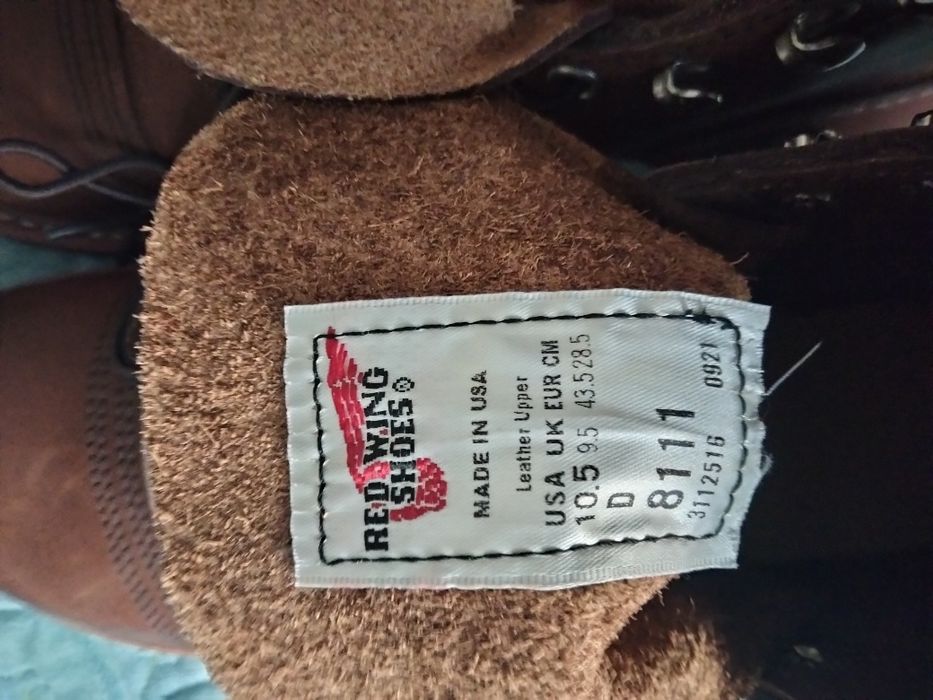 RED WING
SHOES®
MADE IN USA
Leather Upper
USA UK EUR CM
10.5 9.5 43.5 28.5
D
8111
3112516 0921